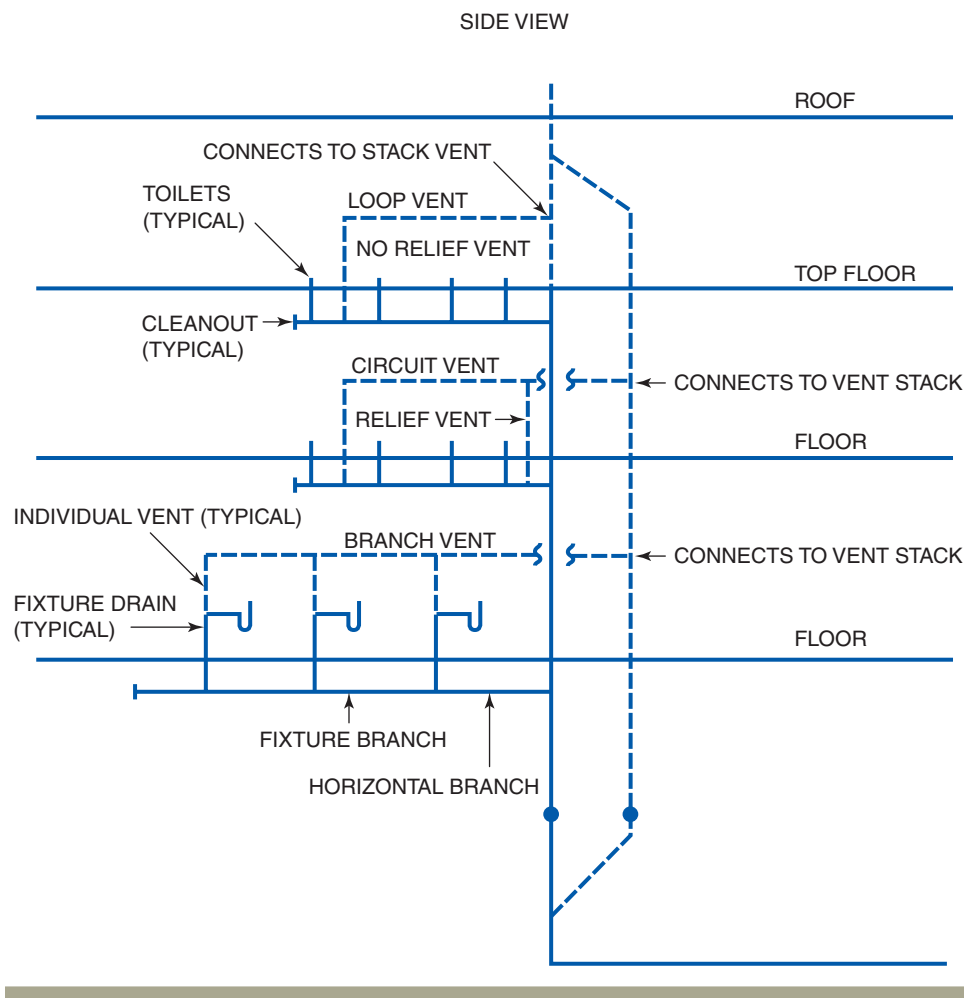 SIDE VIEW
ROOF
CONNECTS TO STACK VENT
TOILETS
(TYPICAL)
LOOP VENT
NO RELIEF VENT
TOP FLOOR
CLEANOUT
(TYPICAL)
CIRCUIT VENT
CONNECTS TO VENT STACK
RELIEF VENT
FLOOR
INDIVIDUAL VENT (TYPICAL)
BRANCH VENT
CONNECTS TO VENT STACK
FIXTURE DRAIN
(TYPICAL)
FLOOR
FIXTURE BRANCH
HORIZONTAL BRANCH